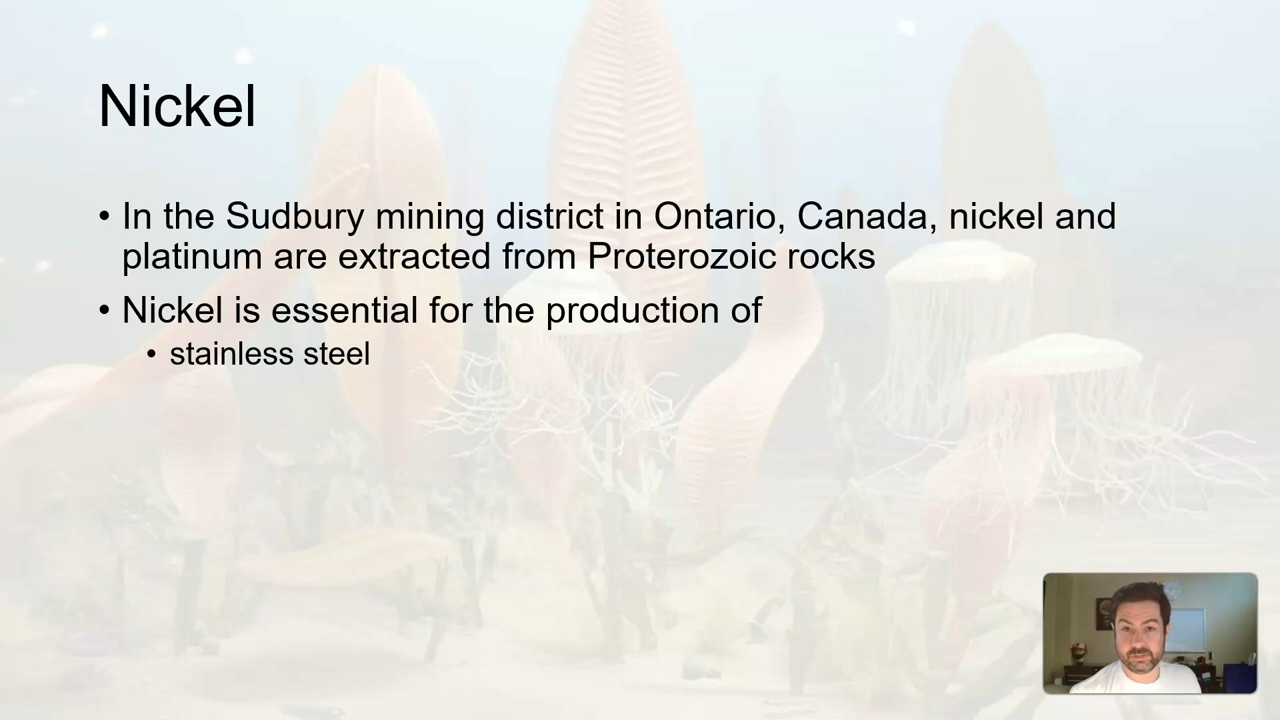 Nickel
• In the Sudbury mining district in Ontario, Canada, nickel and
platinum are extracted from Proterozoic rocks
• Nickel is essential for the production of
• stainless steel